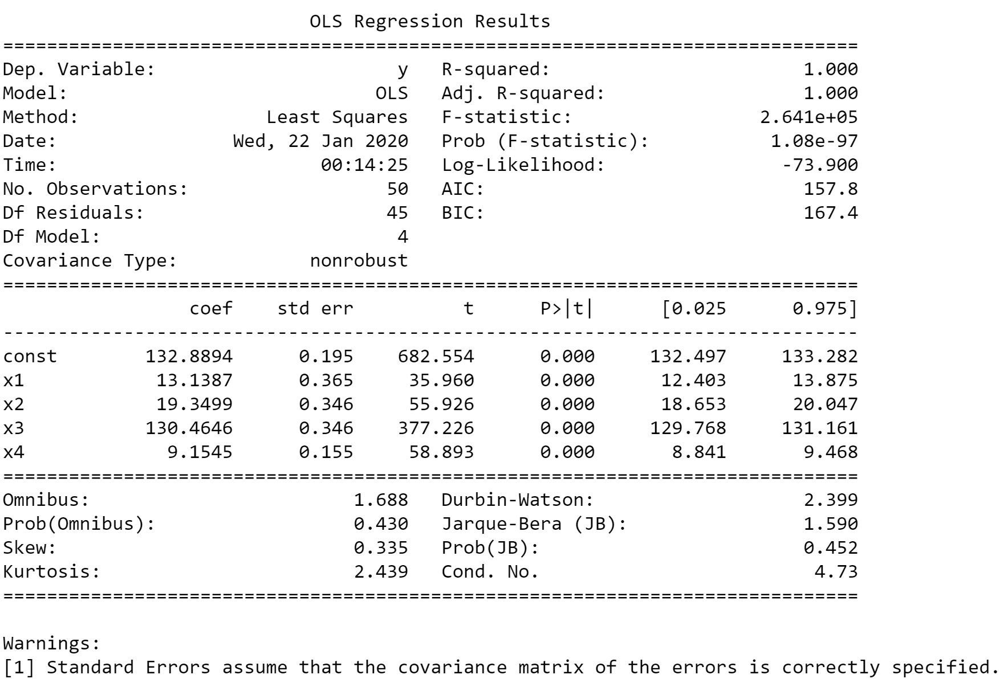 OLS Regression Results
==============================================================================
Dep. Variable:                      y   R-squared:                       1.000
Model:                            OLS   Adj. R-squared:                  1.000
Method:                 Least Squares   F-statistic:                 2.641e+05
Date:                Wed, 22 Jan 2020   Prob (F-statistic):           1.08e-97
Time:                        00:14:25   Log-Likelihood:                -73.900
No. Observations:                  50   AIC:                             157.8
Df Residuals:                      45   BIC:                             167.4
Df Model:                           4
Covariance Type:            nonrobust
==============================================================================
                 coef    std err          t      P>|t|      [0.025      0.975]
------------------------------------------------------------------------------
const        132.8894      0.195    682.554      0.000     132.497     133.282
x1            13.1387      0.365     35.960      0.000      12.403      13.875
x2            19.3499      0.346     55.926      0.000      18.653      20.047
x3           130.4646      0.346    377.226      0.000     129.768     131.161
x4             9.1545      0.155     58.893      0.000       8.841       9.468
==============================================================================
Omnibus:                        1.688   Durbin-Watson:                   2.399
Prob(Omnibus):                  0.430   Jarque-Bera (JB):                1.590
Skew:                           0.335   Prob(JB):                        0.452
Kurtosis:                       2.439   Cond. No.                         4.73
==============================================================================

Warnings:
[1] Standard Errors assume that the covariance matrix of the errors is correctly specified.